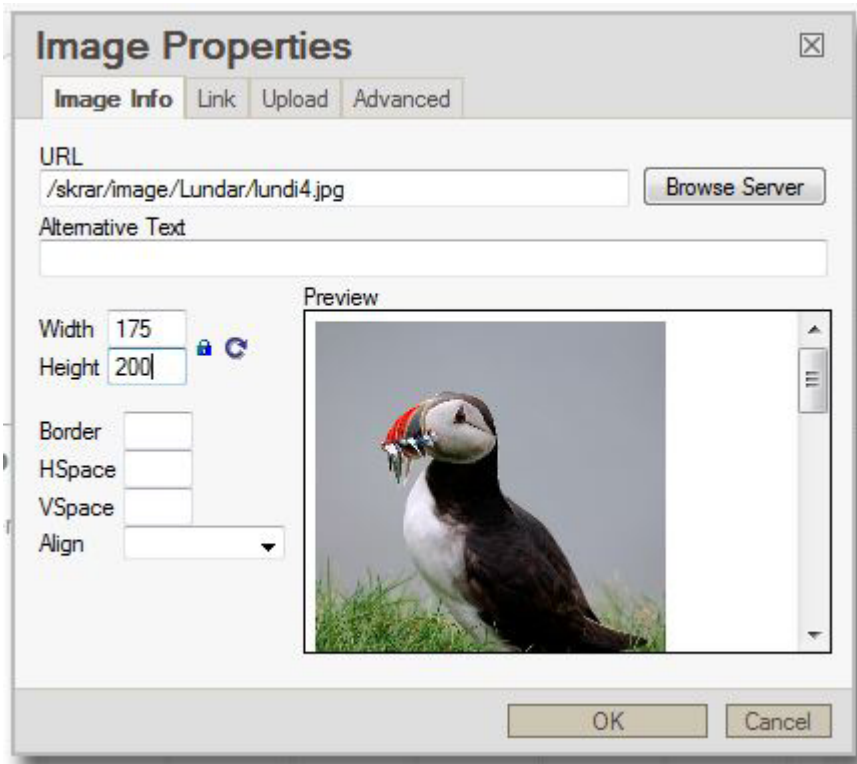 Image Properties
Image Info Link Upload Advanced
URL
/skrar/image/Lundar/lundi4.jpg Browse Server
Alternative Text
Preview
Width 175
Height 200
Border
HSpace
VSpace
Align
OK Cancel